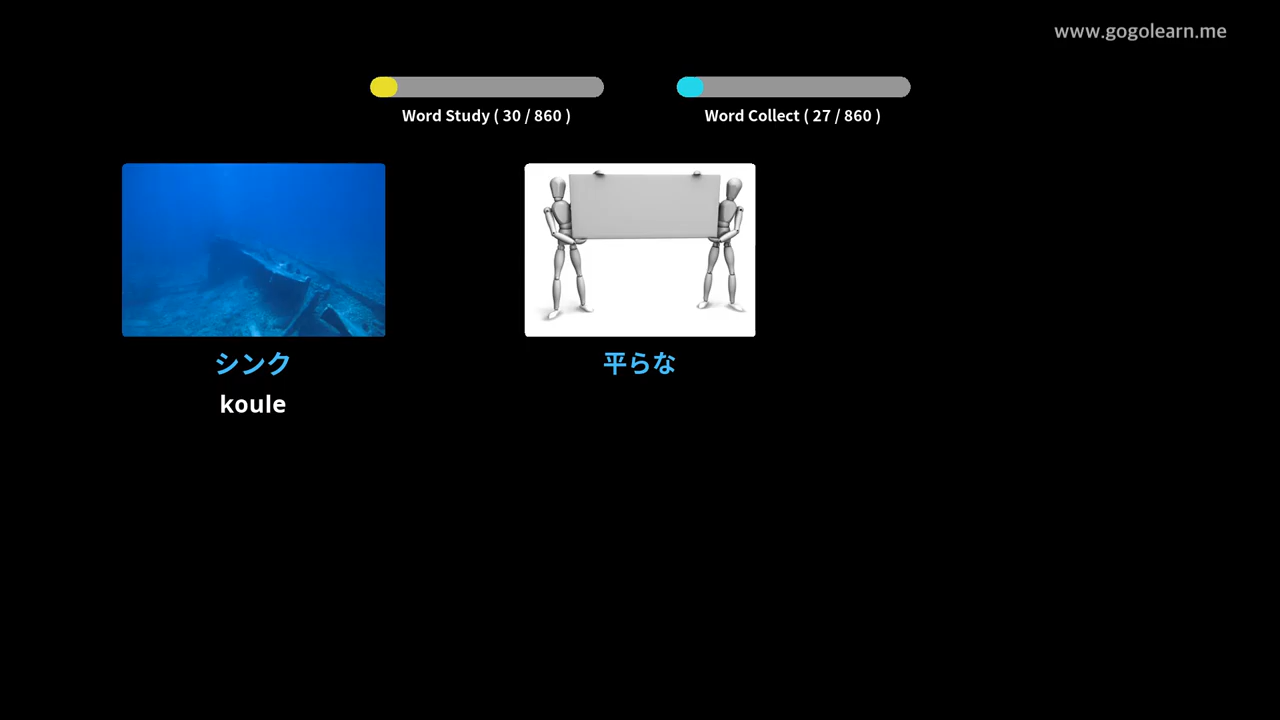 www.gogolearn.me
Word Study ( 30 / 860 )
Word Collect ( 27 / 860 )
シンク
koule
平らな